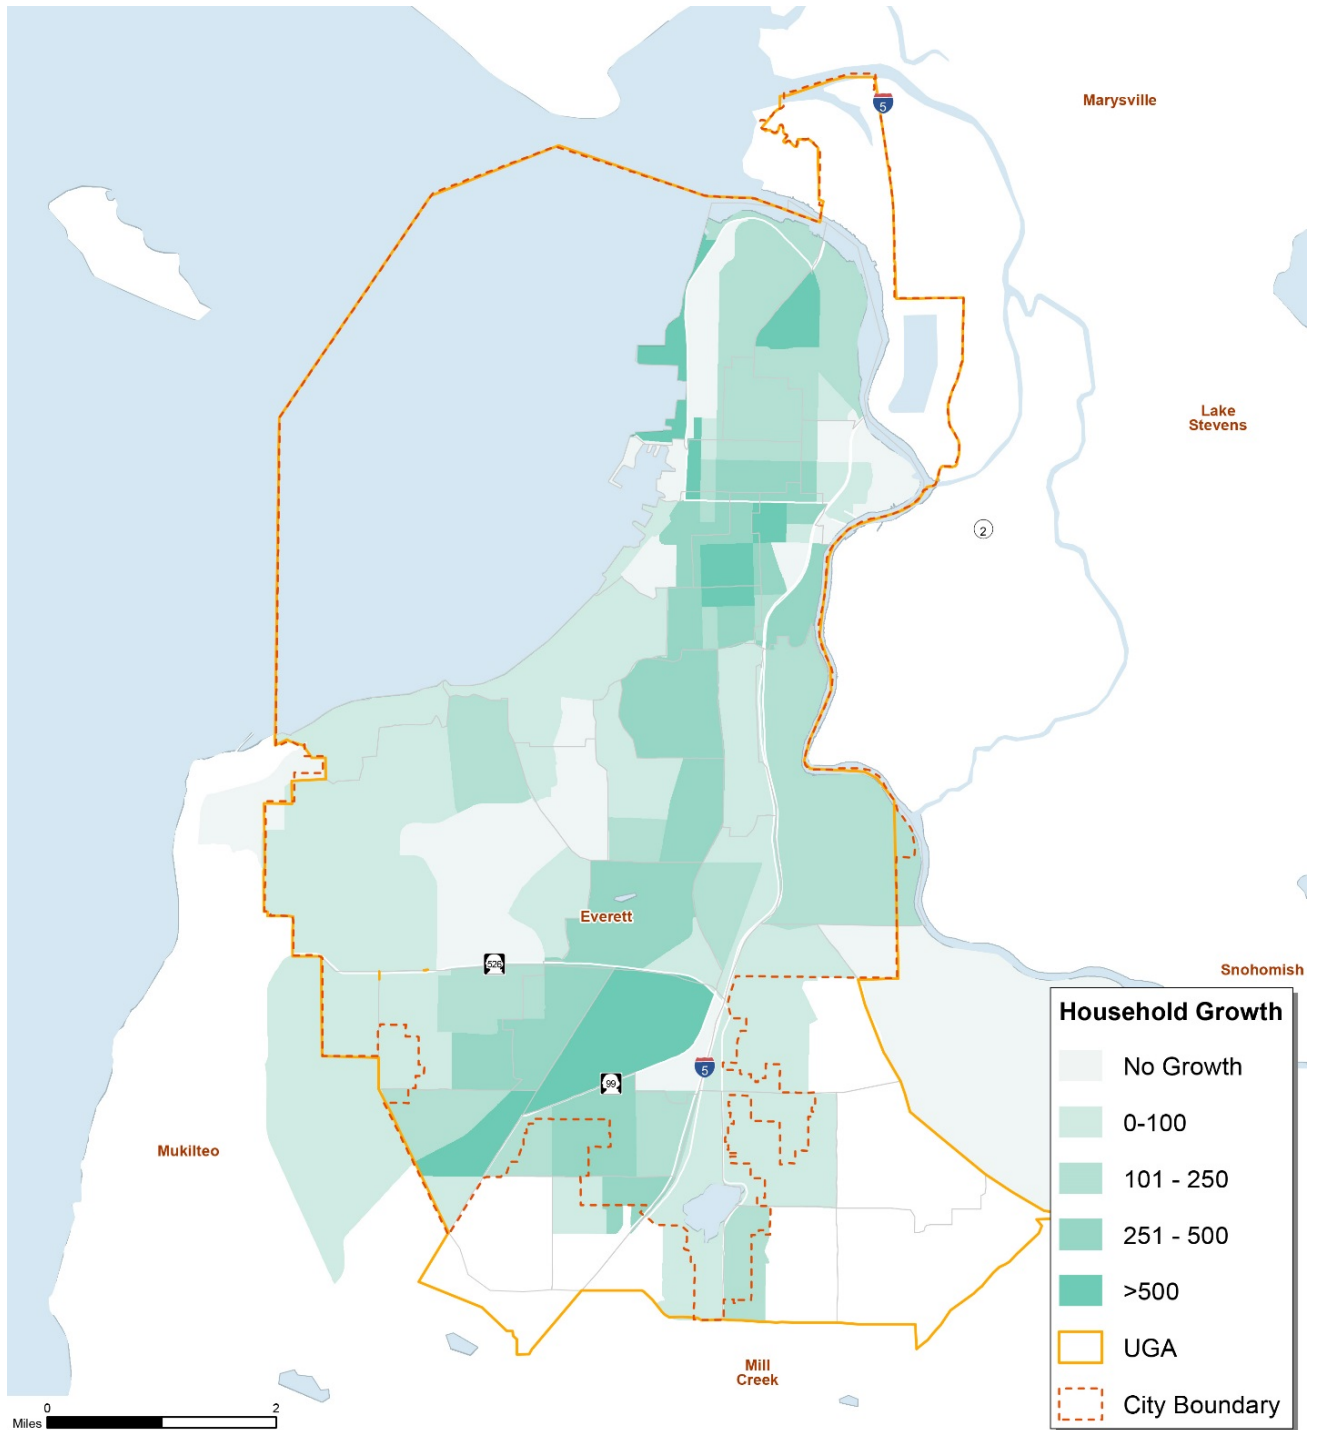 5
Marysville
Lake
Stevens
2
Everett
526
Snohomish
5
99
Mukilteo
Mill
Creek
Household Growth
No Growth
0-100
101 - 250
251 - 500
>500
UGA
City Boundary
0 2
Miles